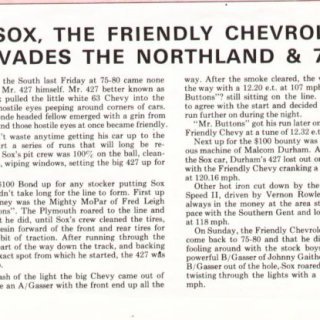 SOX, THE FRIENDLY CHEVROL
VADES THE NORTHLAND & 7
the South last Friday at 75-80 came none
Mr. 427 himself. Mr. 427 better known as
pulled the little white 63 Chevy into the
hostile eyes peeping around corners of cars.
onde headed fellow emerged with a grin from
nd those hostile eyes at once became friendly.
't waste anytime getting his car up to the
rt a series of runs that will long be re-
Sox's pit crew was 100% on the ball, clean-
, wiping windows, setting the big 427 up for
$100 Bond up for any stocker putting Sox
dn't take long for the line to form. First up
ney was the Mighty MoPar of Fred Leigh
tons". The Plymouth roared to the line and
t he did, until Sox's crew cleaned the tires,
esin forward of the front and rear tires for
bit of traction. After running through the
art of the way down the track, and backing
xact spot from which he started, the 427 was
ash of the light the big Chevy came out of
e an A/Gasser with the front end up all the
way. After the smoke cleared, the v
the way with a 12.20 e.t. at 107 mph
Buttons"? still sitting on the line.
to agree with the start and decided
run further on during the night.
"Mr. Buttons" got his run later on
Friendly Chevy at a tune of 12.32 e.t
Next up for the $100 bounty was
ous machine of Malcom Durham. A
the Sox car, Durham's 427 lost out o
with the Friendly Chevy cranking o
at 120.16 mph.
Other hot iron out down by the
Speed II, driven by Vernon Rowle
always in the money at the area st
pace with the Southern Gent and lo
at 118 mph.
On Sunday, the Friendly Chevrole
come back to 75-80 and that he di
fooling around with the stock boys
powerful B/Gasser of Johnny Gaithe
B/Gasser out of the hole, Sox roared
twisting through the lights with a
mph.